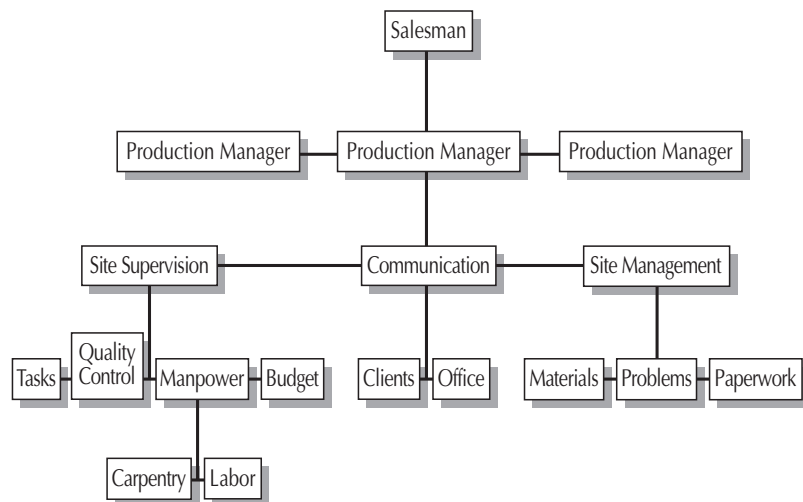 Salesman
Production Manager
Production Manager
Production Manager
Site Supervision
Communication
Site Management
Tasks
Quality
Control
Manpower
Budget
Clients
Office
Materials
Problems
Paperwork
Carpentry
Labor